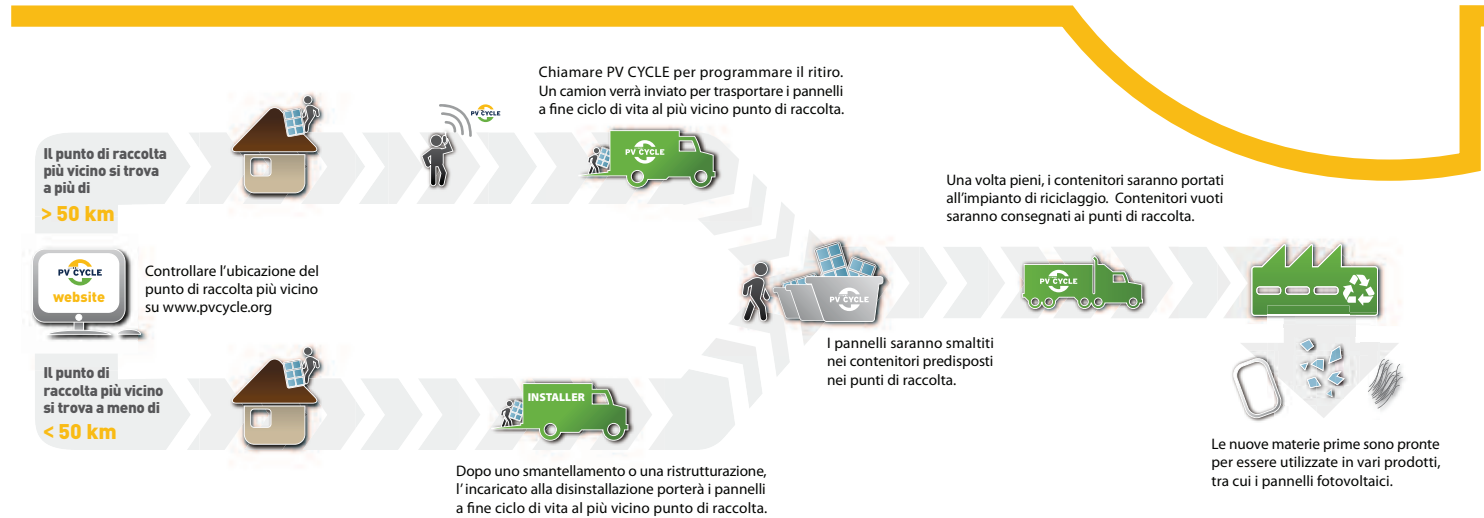 Chiamare PV CYCLE per programmare il ritiro.
Un camion verrà inviato per trasportare i pannelli
a fine ciclo di vita al più vicino punto di raccolta.
PV CYCLE
Il punto di raccolta
più vicino si trova
a più di
> 50 km
PV CYCLE
Una volta pieni, i contenitori saranno portati
all'impianto di riciclaggio. Contenitori vuoti
saranno consegnati ai punti di raccolta.
PV CYCLE
website
Controllare l'ubicazione del
punto di raccolta più vicino
su www.pvcycle.org
PV CYCLE
PV CYCLE
I pannelli saranno smaltiti
nei contenitori predisposti
nei punti di raccolta.
Il punto di
raccolta più vicino
si trova a meno di
< 50 km
INSTALLER
Dopo uno smantellamento o una ristrutturazione,
l' incaricato alla disinstallazione porterà i pannelli
a fine ciclo di vita al più vicino punto di raccolta.
Le nuove materie prime sono pronte
per essere utilizzate in vari prodotti,
tra cui i pannelli fotovoltaici.